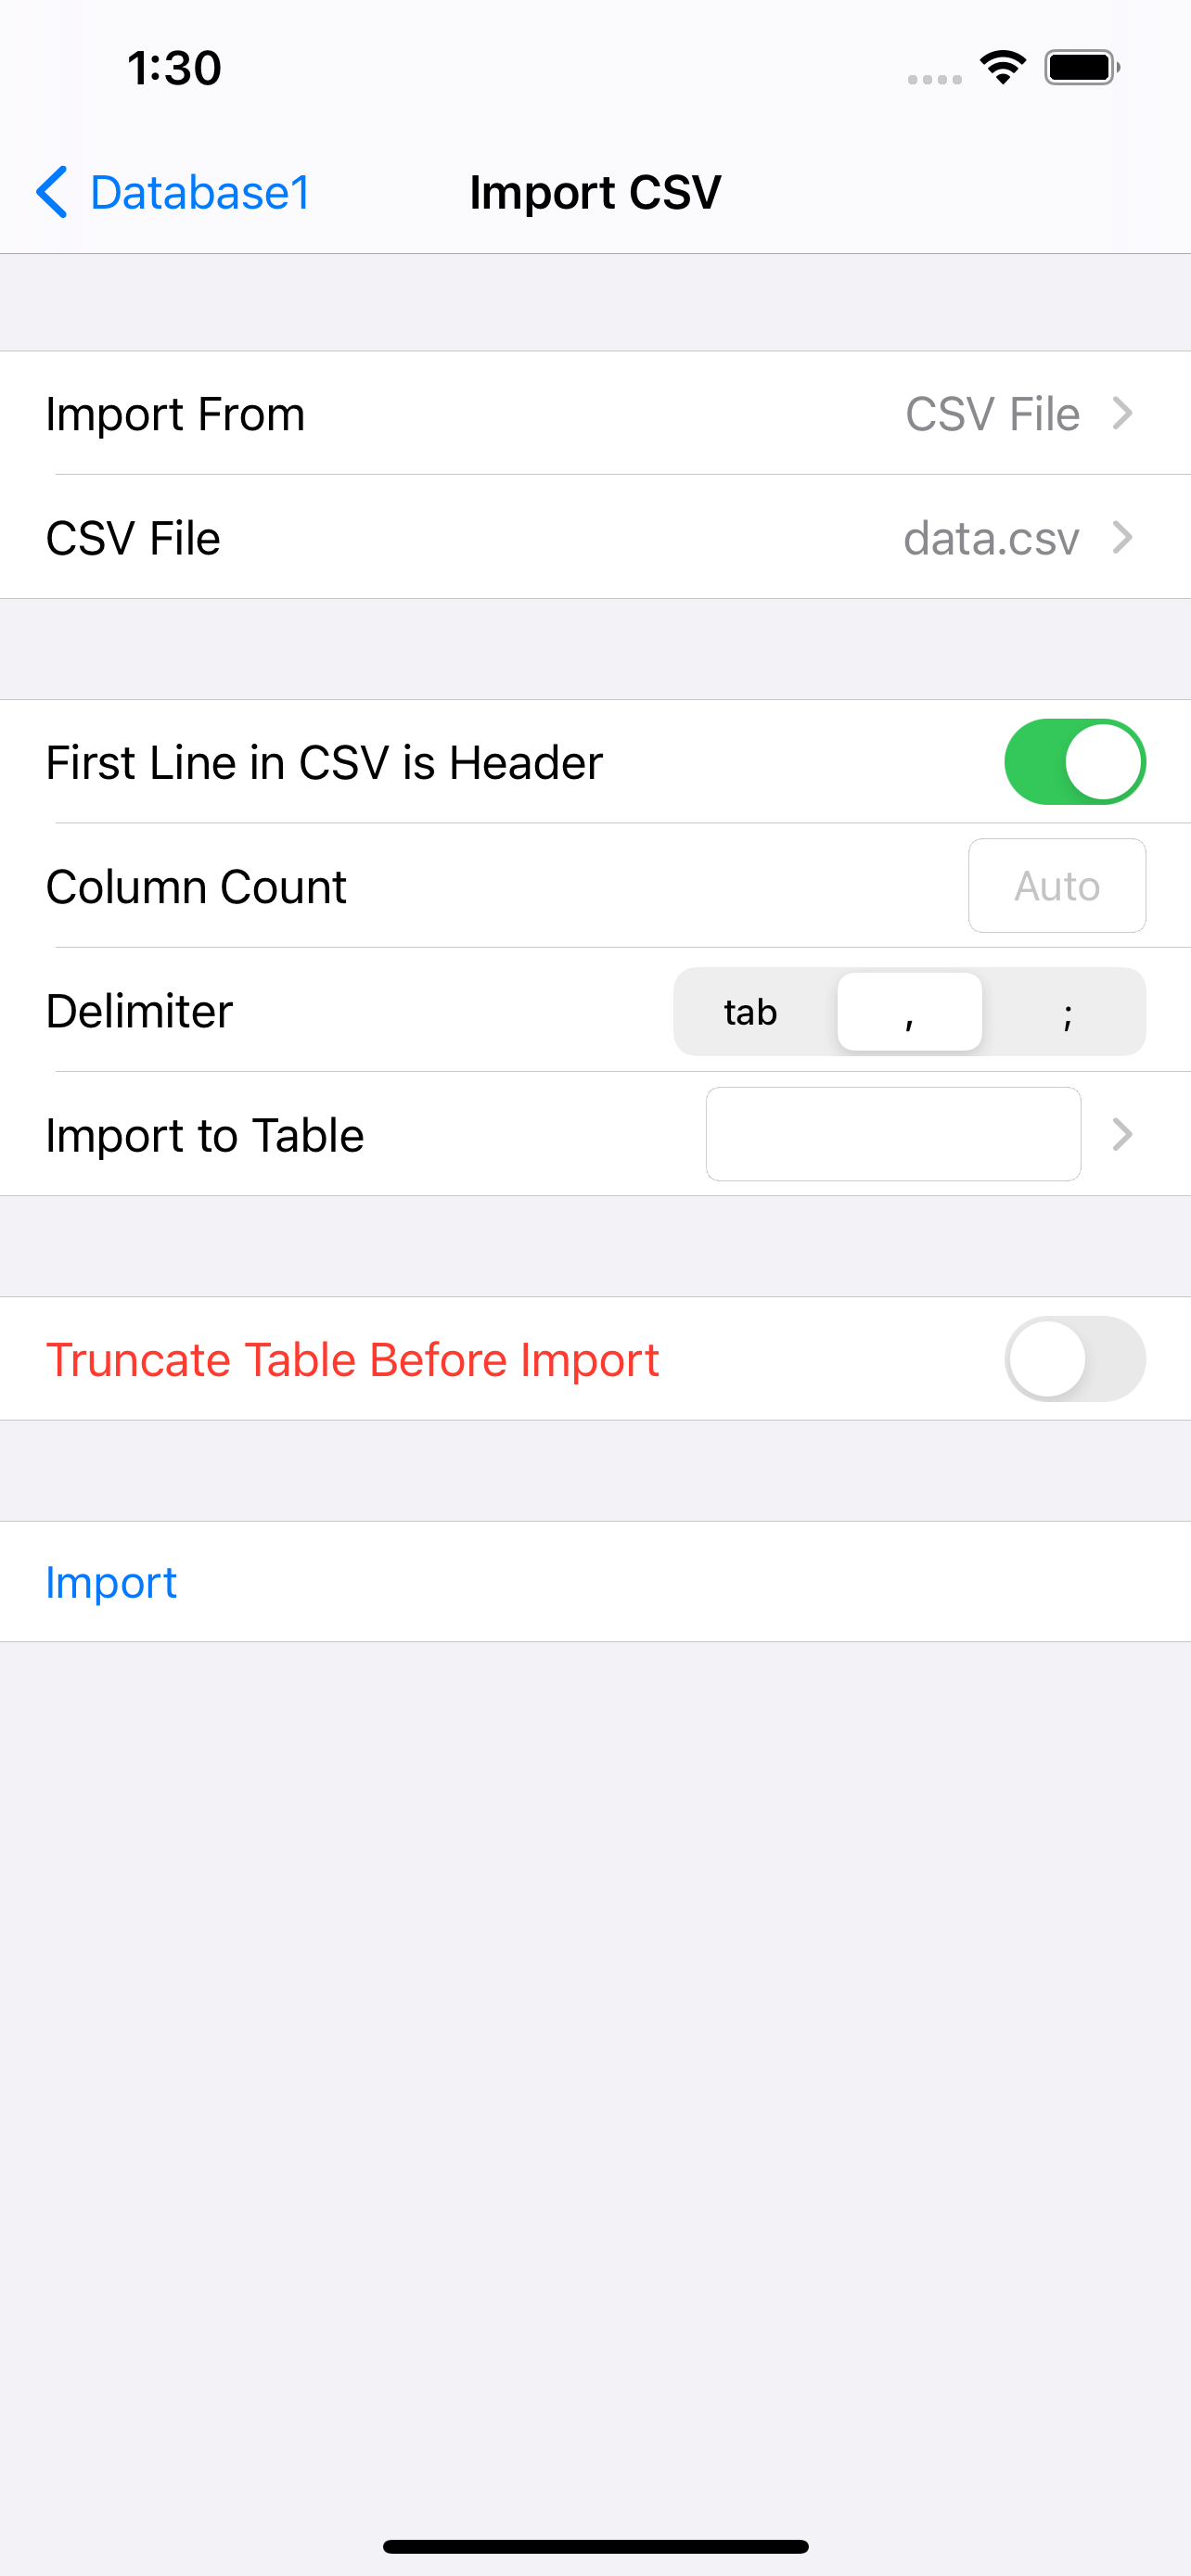 1:30
Database1 Import CSV
Import From CSV File
CSV File data.csv
First Line in CSV is Header
Column Count Auto
Delimiter tab , ;
Import to Table
Truncate Table Before Import
Import